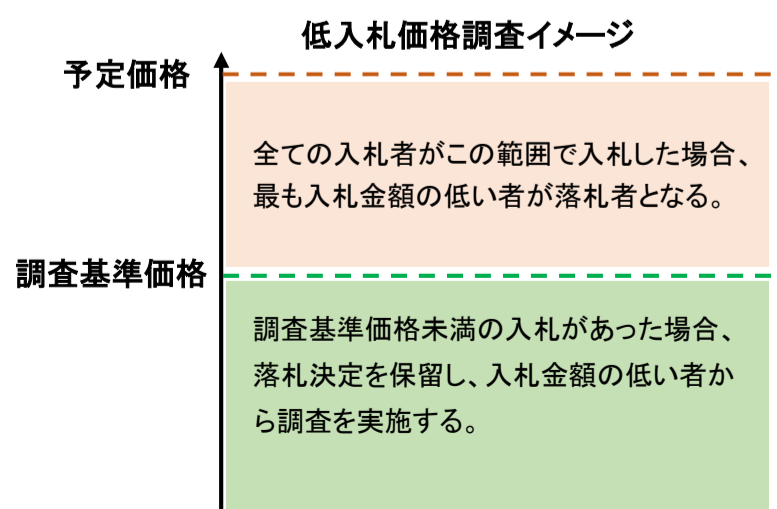 低入札価格調査イメージ
予定価格
全ての入札者がこの範囲で入札した場合、
最も入札金額の低い者が落札者となる。
調査基準価格
調査基準価格未満の入札があった場合、
落札決定を保留し、入札金額の低い者か
ら調査を実施する。